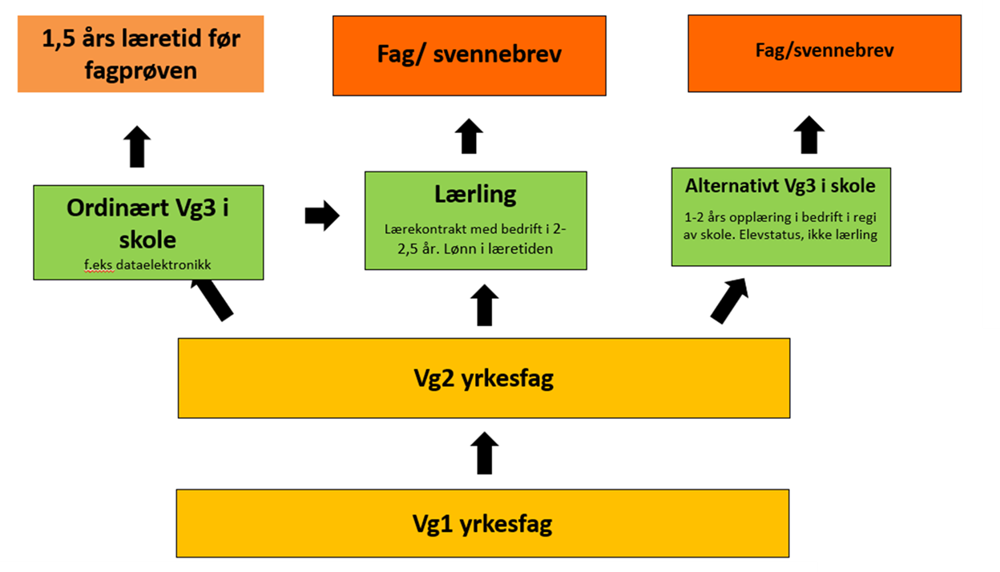 1,5 års læretid før
fagprøven
Fag/ svennebrev
Fag/svennebrev
Ordinært Vg3 i
skole
f.eks dataelektronikk
Lærling
Lærekontrakt med bedrift i 2-
2,5 år. Lønn i læretiden
Alternativt Vg3 i skole
1-2 års opplæring i bedrift i regi
av skole. Elevstatus, ikke lærling
Vg2 yrkesfag
Vg1 yrkesfag